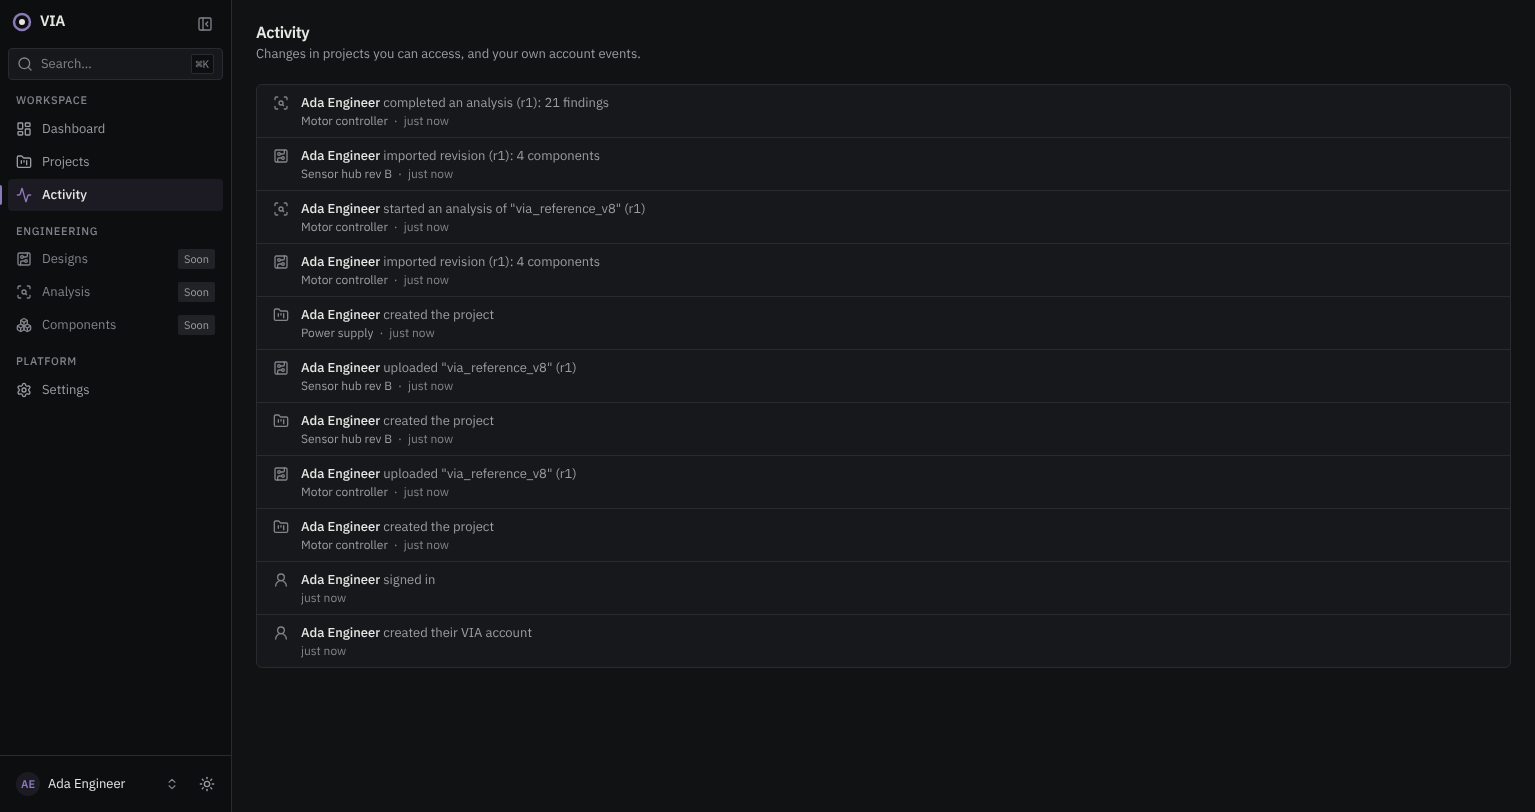 VIA
Search...
⌘K
WORKSPACE
Dashboard
Projects
Activity
ENGINEERING
Designs
Soon
Analysis
Soon
Components
Soon
PLATFORM
Settings
AE
Ada Engineer
Activity
Changes in projects you can access, and your own account events.
Ada Engineer completed an analysis (r1): 21 findings
Motor controller · just now
Ada Engineer imported revision (r1): 4 components
Sensor hub rev B · just now
Ada Engineer started an analysis of "via_reference_v8" (r1)
Motor controller · just now
Ada Engineer imported revision (r1): 4 components
Motor controller · just now
Ada Engineer created the project
Power supply · just now
Ada Engineer uploaded "via_reference_v8" (r1)
Sensor hub rev B · just now
Ada Engineer created the project
Sensor hub rev B · just now
Ada Engineer uploaded "via_reference_v8" (r1)
Motor controller · just now
Ada Engineer created the project
Motor controller · just now
Ada Engineer signed in
just now
Ada Engineer created their VIA account
just now